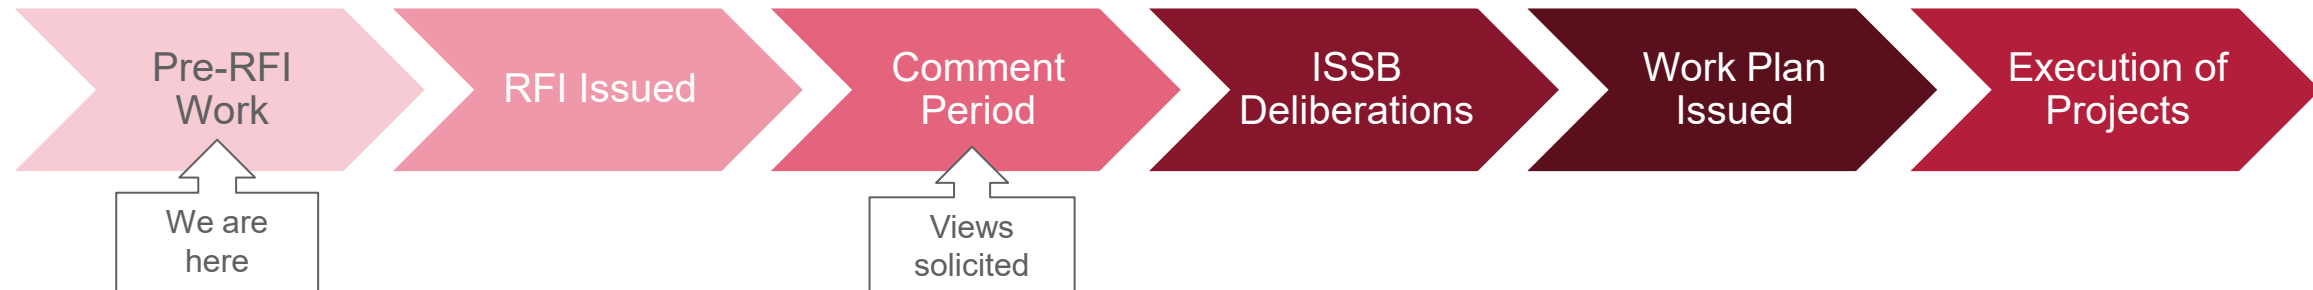 Pre-RFI
Work
RFI Issued
Comment
Period
ISSB
Deliberations
Work Plan
Issued
Execution of
Projects
We are
here
Views
solicited